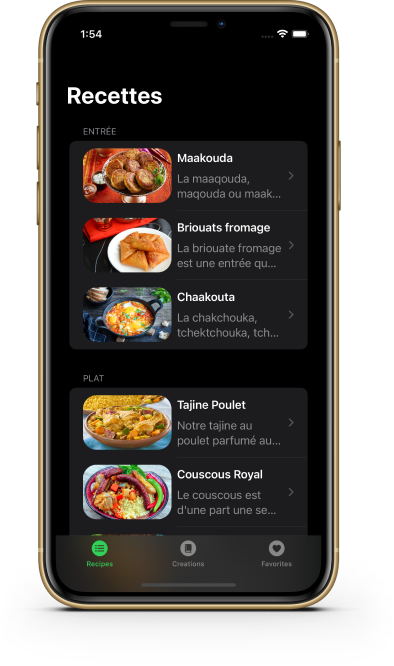 1:54
Recettes
ENTRÉE
Maakouda
La maaqouda,
maqouda ou maak...
Briouats fromage
La briouate fromage
est une entrée qu...
Chaakouta
La chakchouka,
tchektchouka, tch...
PLAT
Tajine Poulet
Notre tajine au
poulet parfumé au...
Couscous Royal
Le couscous est
d'une part une se...
Recipes
Creations
Favorites